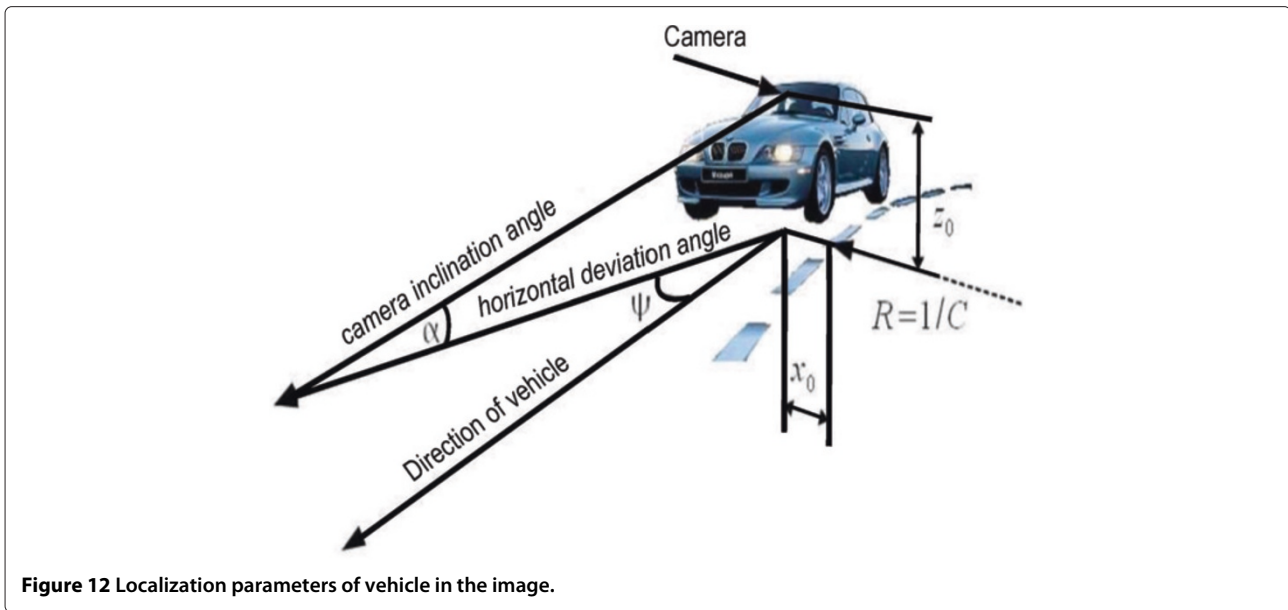 Camera
camera inclination angle
α
horizontal deviation angle
ψ
Direction of vehicle
z₀
R=1/C
x₀
Figure 12 Localization parameters of vehicle in the image.